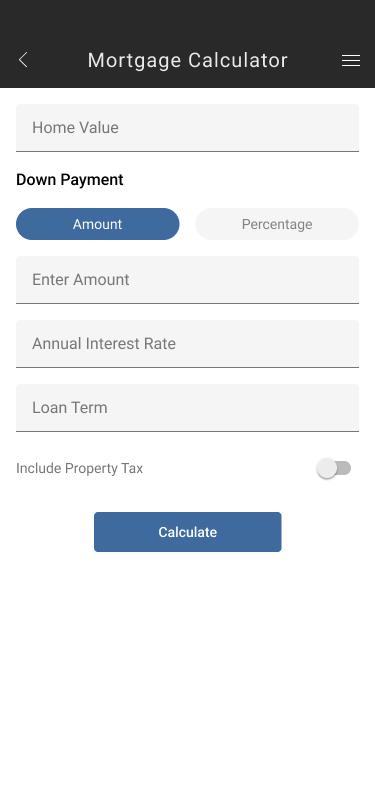 Mortgage Calculator
Home Value
Down Payment
Amount
Percentage
Enter Amount
Annual Interest Rate
Loan Term
Include Property Tax
Calculate